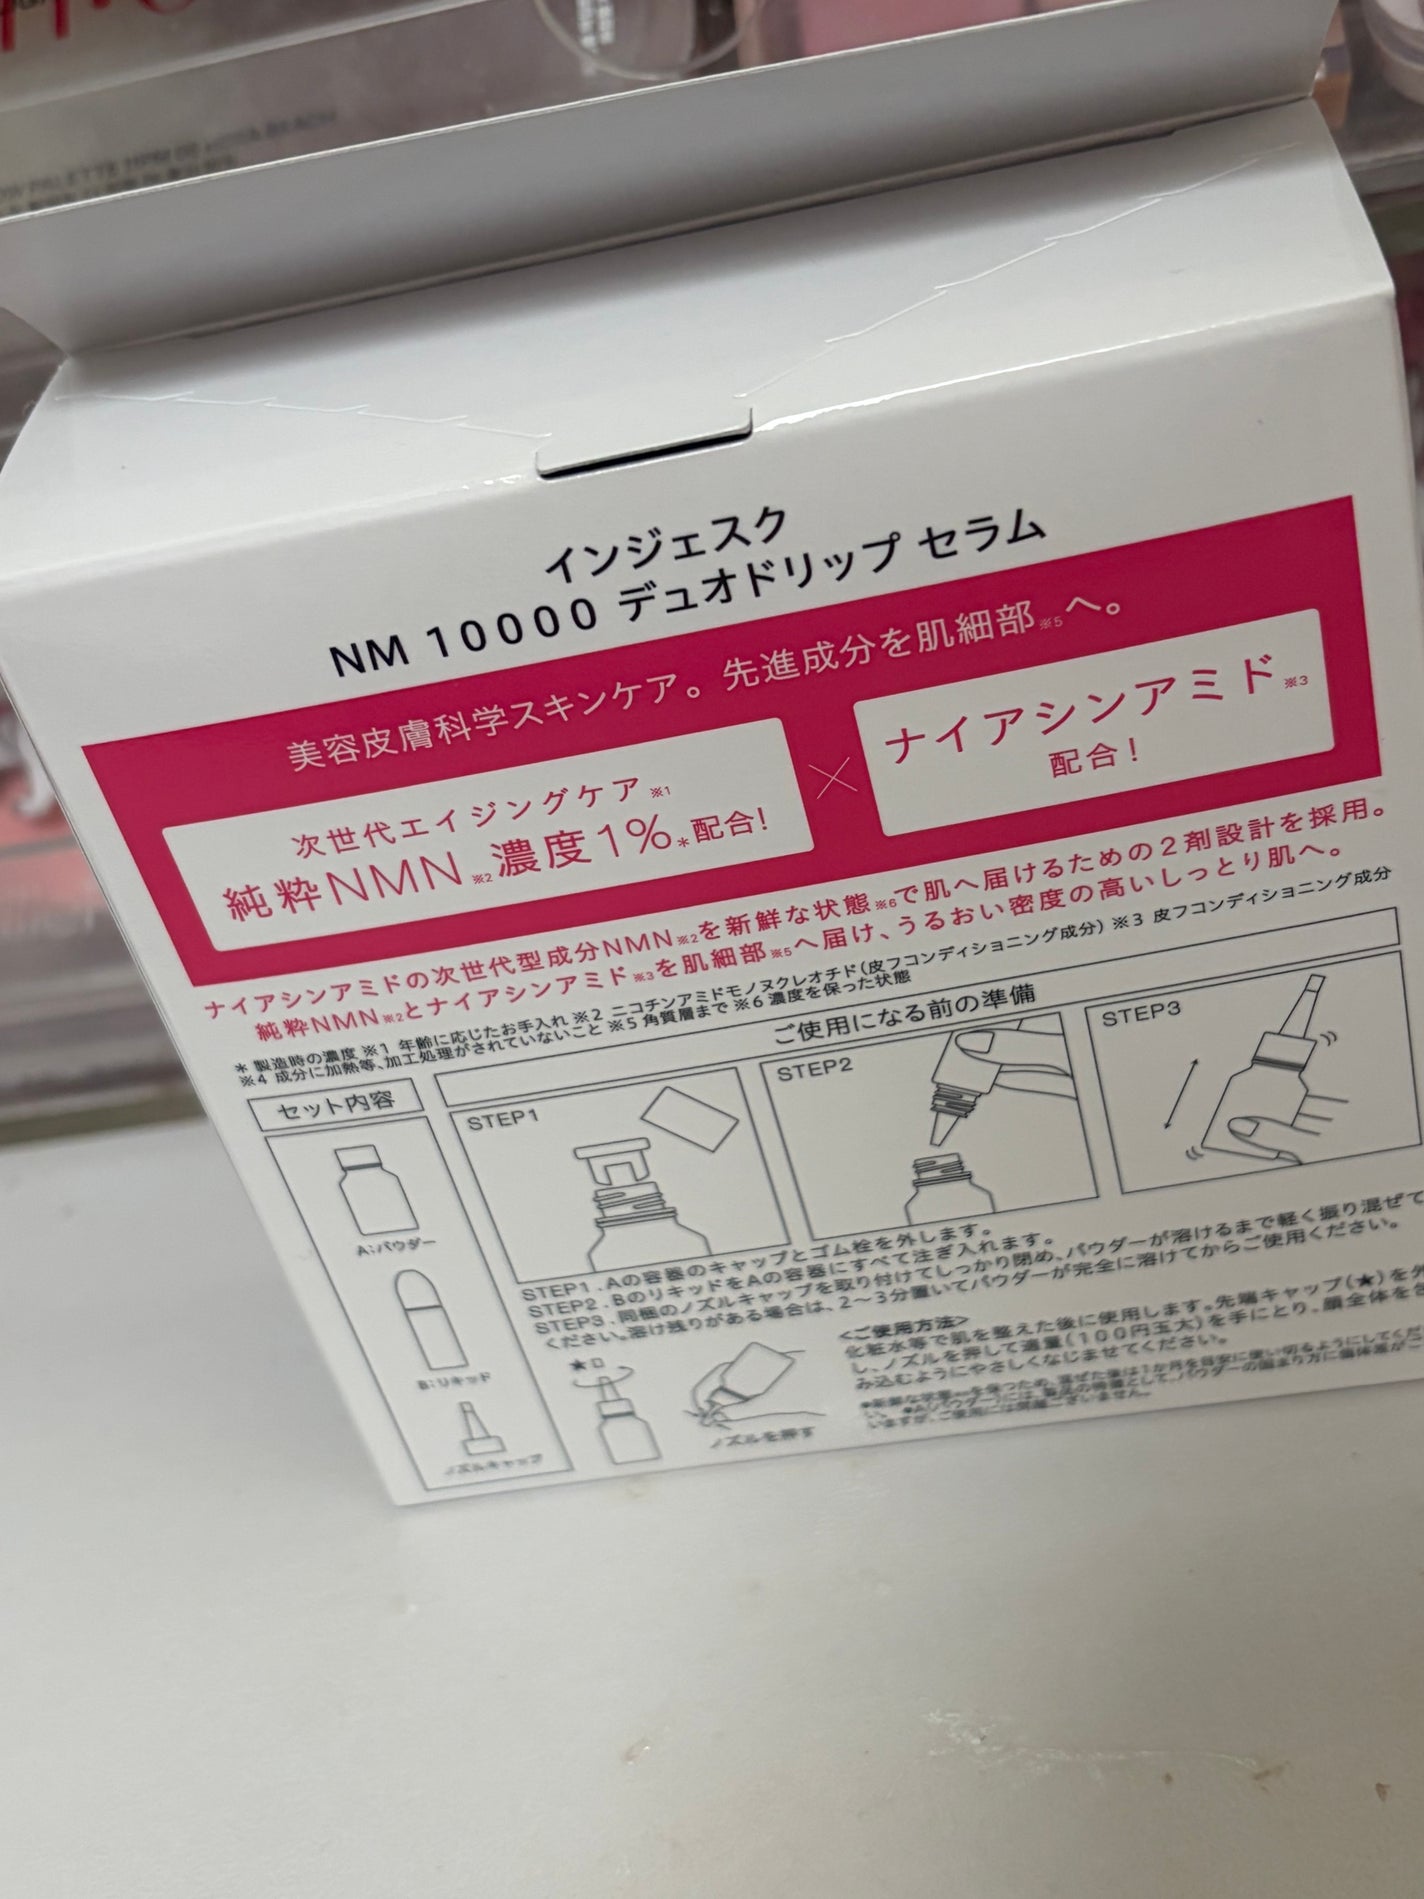 OW PALETTE
インジェスク
NM 10000 デュオドリップ セラム
美容皮膚科学スキンケア。先進成分を肌細部※5へ。
次世代エイジングケア※1
純粋NMN※2濃度1%*配合!
×
ナイアシンアミド※3
配合!
ナイアシンアミドの次世代型成分NMN※2を新鮮な状態※6で肌へ届けるための2剤設計を採用。
純粋NMN※2とナイアシンアミド※3を肌細部※5へ届け、うるおい密度の高いしっとり肌へ。
* 製造時の濃度 ※1 年齢に応じたお手入れ ※2 ニコチンアミドモノヌクレオチド(皮フコンディショニング成分) ※3 皮フコンディショニング成分
※4 成分に加熱等、加工処理がされていないこと ※5 角質層まで ※6 濃度を保った状態
セット内容
A:パウダー
B:リキッド
ノズルキャップ
ご使用になる前の準備
STEP1
STEP2
STEP3
STEP1.Aの容器のキャップとゴム栓を外します。
STEP2.BのリキッドをAの容器にすべて注ぎ入れます。
STEP3.同梱のノズルキャップを取り付けてしっかり閉め、パウダーが溶けるまで軽く振り混ぜて
ください。溶け残りがある場合は、2〜3分置いてパウダーが完全に溶けてからご使用ください。
★
ノズルを押す
<ご使用方法>
化粧水等で肌を整えた後に使用します。先端キャップ(★)を外
し、ノズルを押して適量(100円玉大)を手にとり、顔全体を
み込むようにやさしくなじませてください。